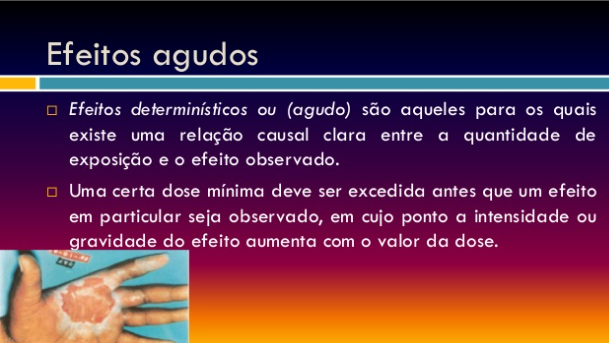 Efeitos agudos
Efeitos determinísticos ou (agudo) são aqueles para os quais
existe uma relação causal clara entre a quantidade de
exposição e o efeito observado.
Uma certa dose mínima deve ser excedida antes que um efeito
em particular seja observado, em cujo ponto a intensidade ou
gravidade do efeito aumenta com o valor da dose.